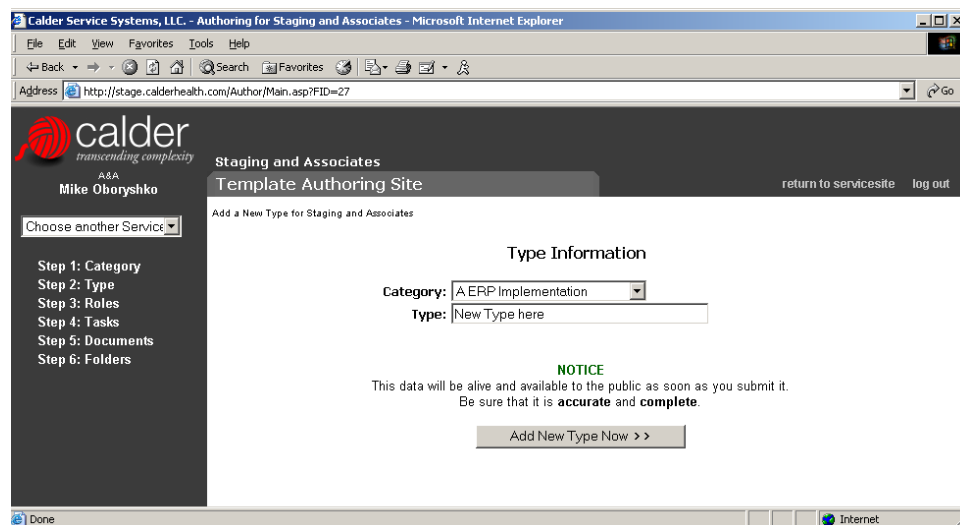 Calder Service Systems, LLC. - Authoring for Staging and Associates - Microsoft Internet Explorer
File Edit View Favorites Tools Help
Back Search Favorites
Address http://stage.calderhealth.com/Author/Main.asp?FID=27 Go
calder
transcending complexity
A&A
Mike Oboryshko
Staging and Associates
Template Authoring Site return to servicesite log out
Choose another Service
Add a New Type for Staging and Associates
Step 1: Category
Step 2: Type
Step 3: Roles
Step 4: Tasks
Step 5: Documents
Step 6: Folders
Type Information
Category: A ERP Implementation
Type: New Type here
NOTICE
This data will be alive and available to the public as soon as you submit it.
Be sure that it is accurate and complete.
Add New Type Now >>
Done Internet